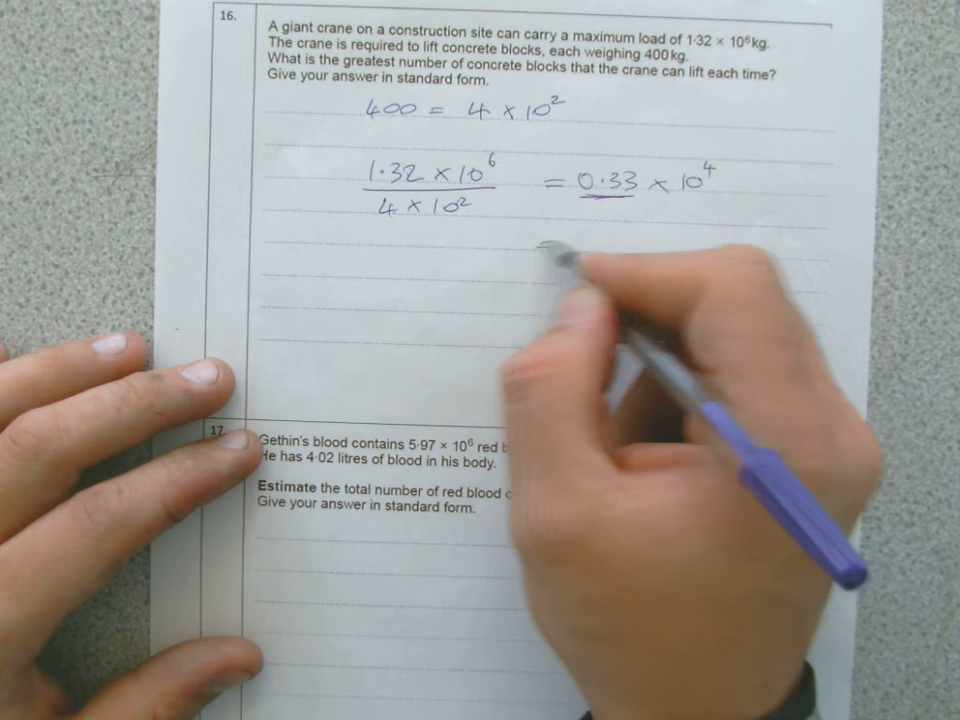 16.
A giant crane on a construction site can carry a maximum load of 1·32 × 10⁶ kg.
The crane is required to lift concrete blocks, each weighing 400 kg.
What is the greatest number of concrete blocks that the crane can lift each time?
Give your answer in standard form.
400 = 4 × 10²
1.32 × 10⁶
4 × 10²
= 0.33 × 10⁴
17.
Gethin's blood contains 5·97 × 10⁶ red
He has 4·02 litres of blood in his body.
Estimate the total number of red blood
Give your answer in standard form.